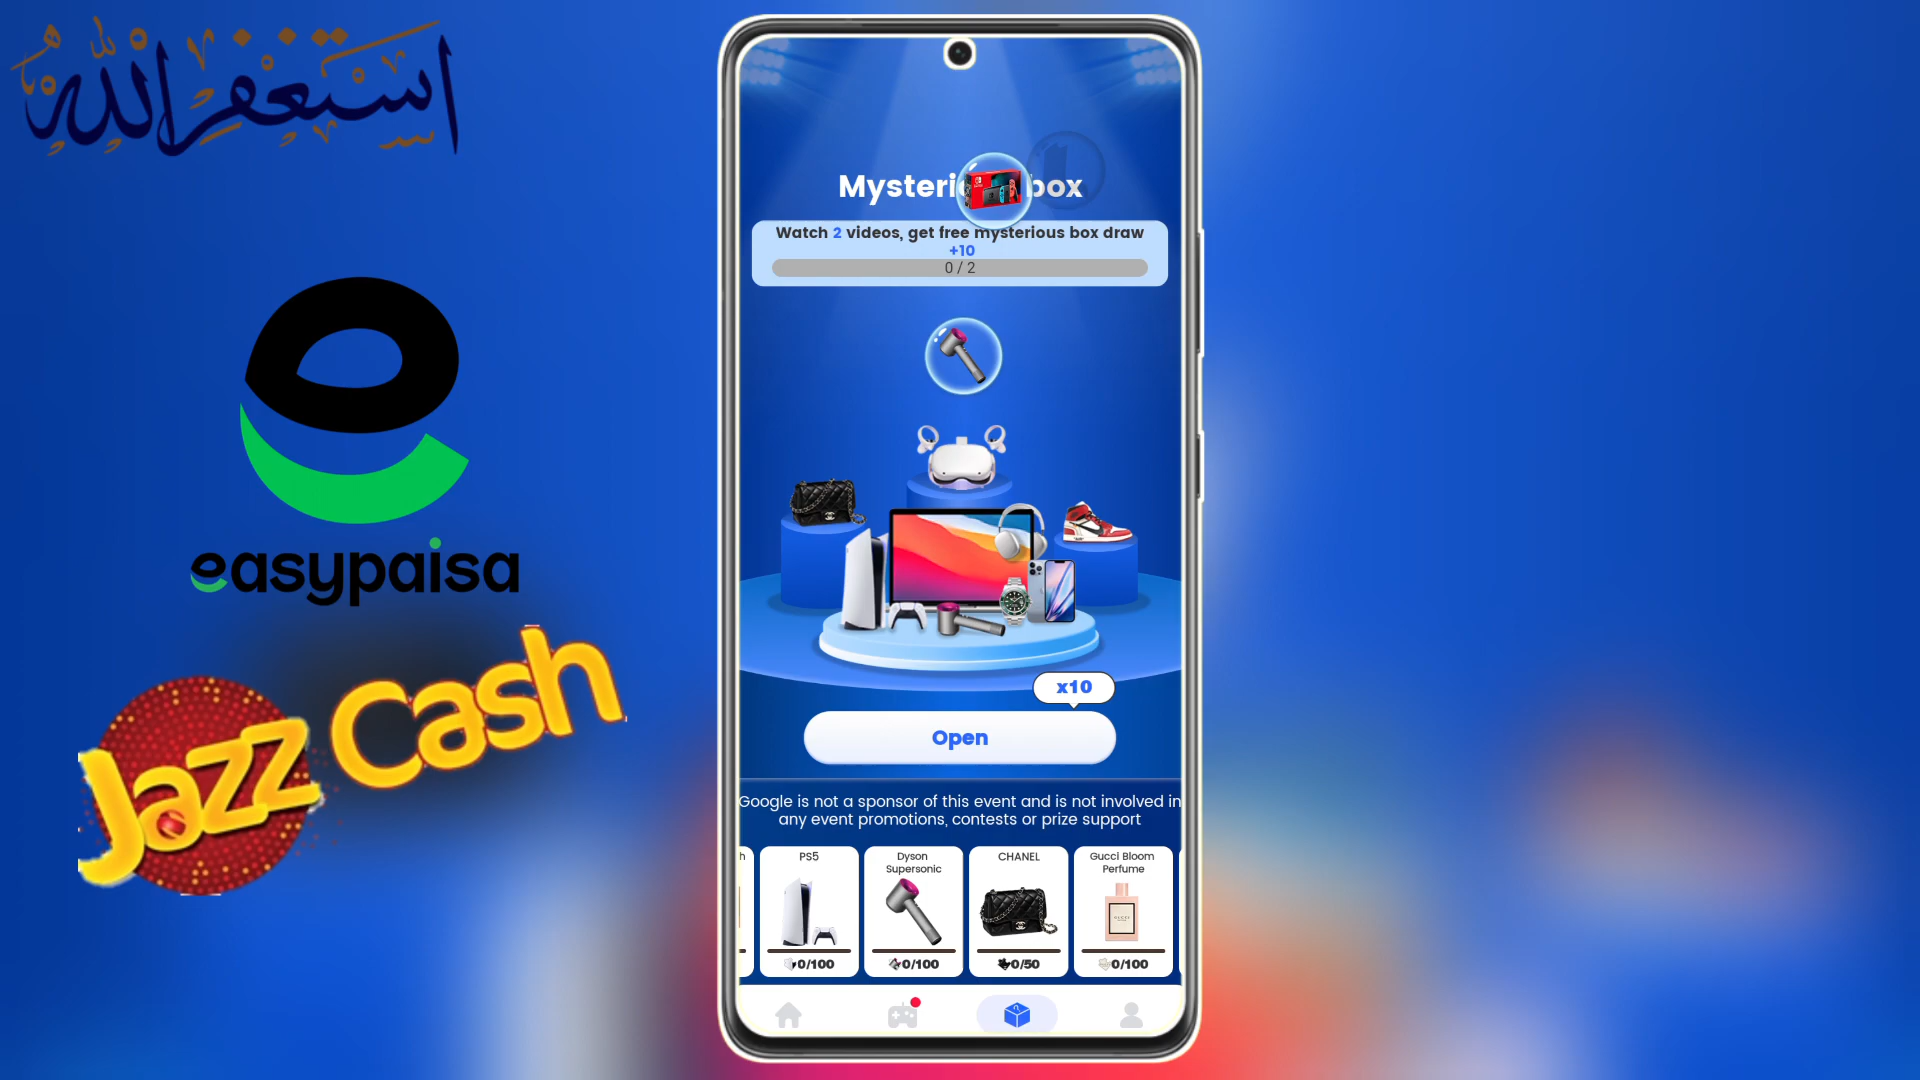 استغفرالله
easypaisa
Jazz Cash
box
Watch 2 videos, get free mysterious box draw
+10
0 / 2
x10
Open
Google is not a sponsor of this event and is not involved in
any event promotions, contests or prize support
h
PS5
Dyson
Supersonic
CHANEL
Gucci Bloom
Perfume
GUCCI
0/100
0/100
0/50
0/100